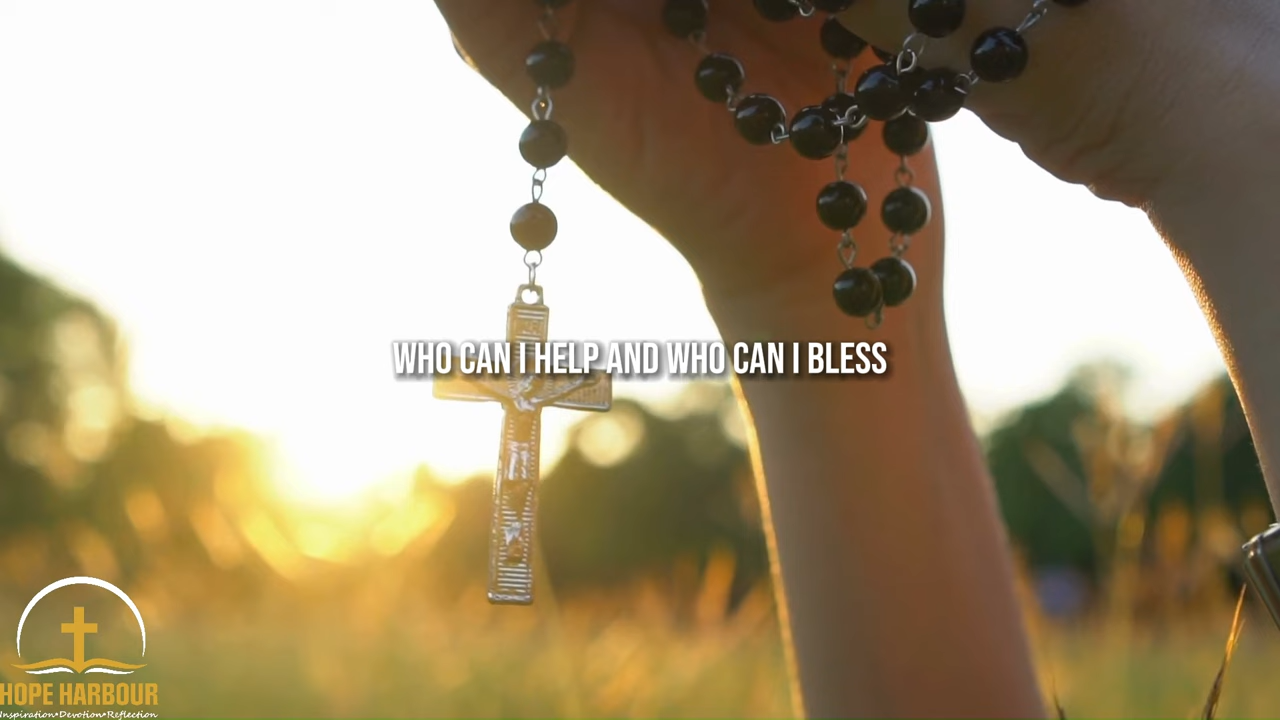 WHO CAN I HELP AND WHO CAN I BLESS
HOPE HARBOUR
Inspiration•Devotion•Reflection